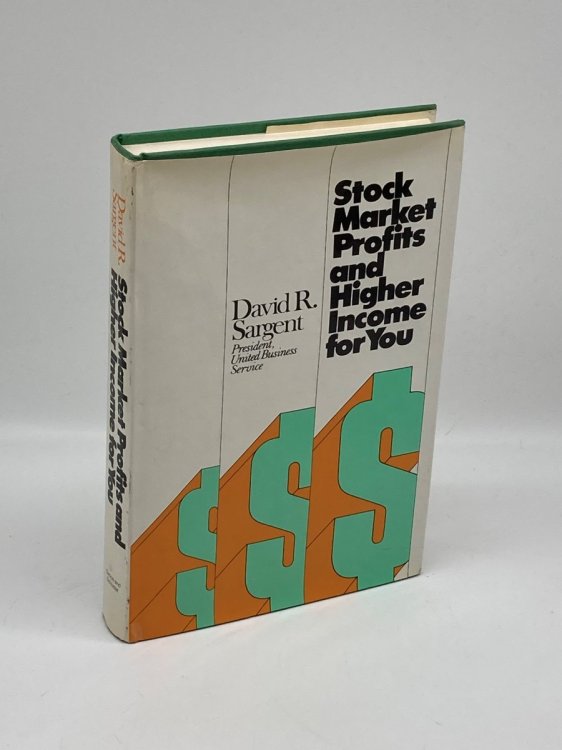 Stock
Market
Profits
and
Higher
Income
for You
David R.
Sargent
President,
United Business
Service
David R.
Sargent
Stock Market Profits and
Higher Income for You